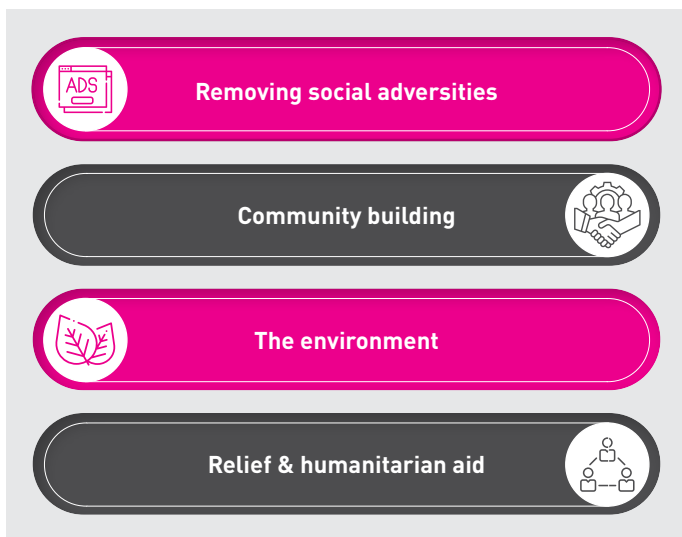 ADS
Removing social adversities
Community building
The environment
Relief & humanitarian aid